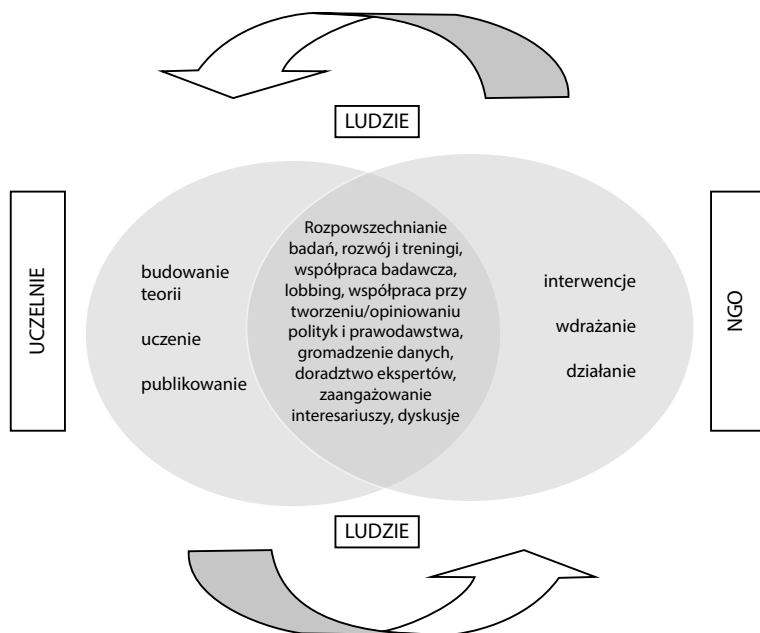 LUDZIE
UCZELNIE
budowanie
teorii
uczenie
publikowanie
Rozpowszechnianie
badań, rozwój i treningi,
współpraca badawcza,
lobbing, współpraca przy
tworzeniu/opiniowaniu
polityk i prawodawstwa,
gromadzenie danych,
doradztwo ekspertów,
zaangażowanie
interesariuszy, dyskusje
interwencje
wdrażanie
działanie
NGO
LUDZIE